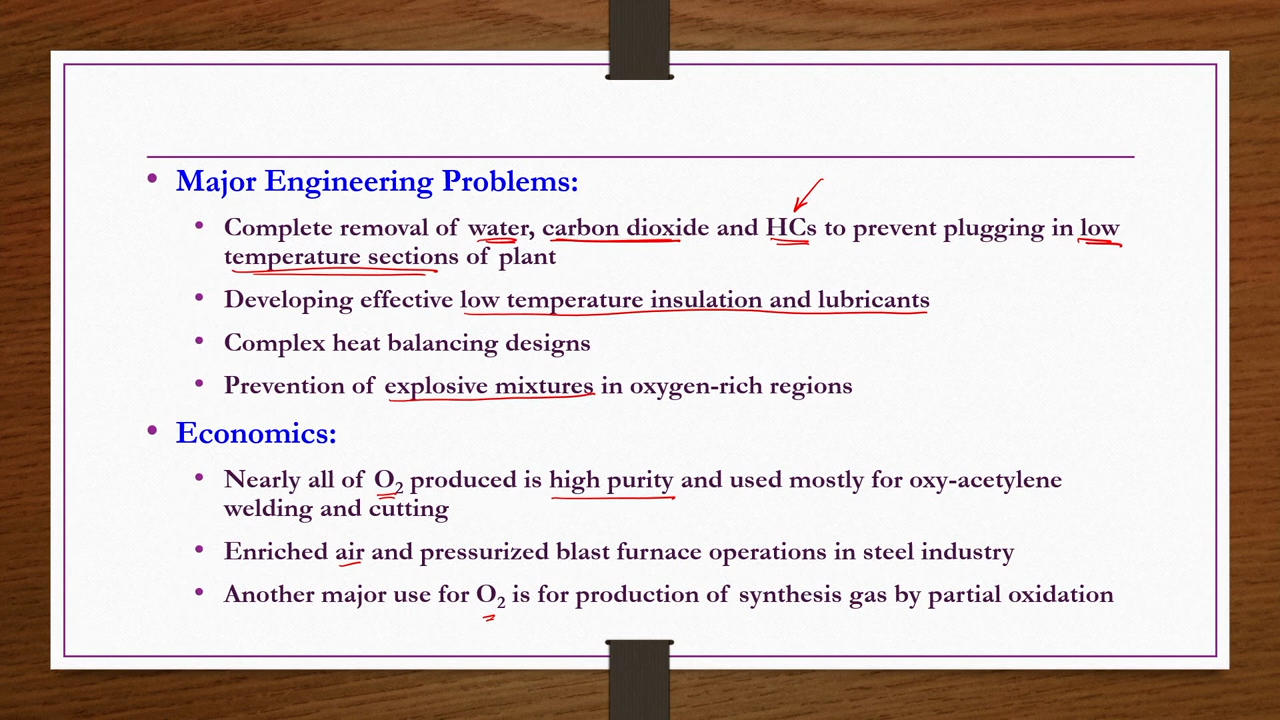 • Major Engineering Problems:
• Complete removal of water, carbon dioxide and HCs to prevent plugging in low
temperature sections of plant
• Developing effective low temperature insulation and lubricants
• Complex heat balancing designs
• Prevention of explosive mixtures in oxygen-rich regions
• Economics:
• Nearly all of O₂ produced is high purity and used mostly for oxy-acetylene
welding and cutting
• Enriched air and pressurized blast furnace operations in steel industry
• Another major use for O₂ is for production of synthesis gas by partial oxidation